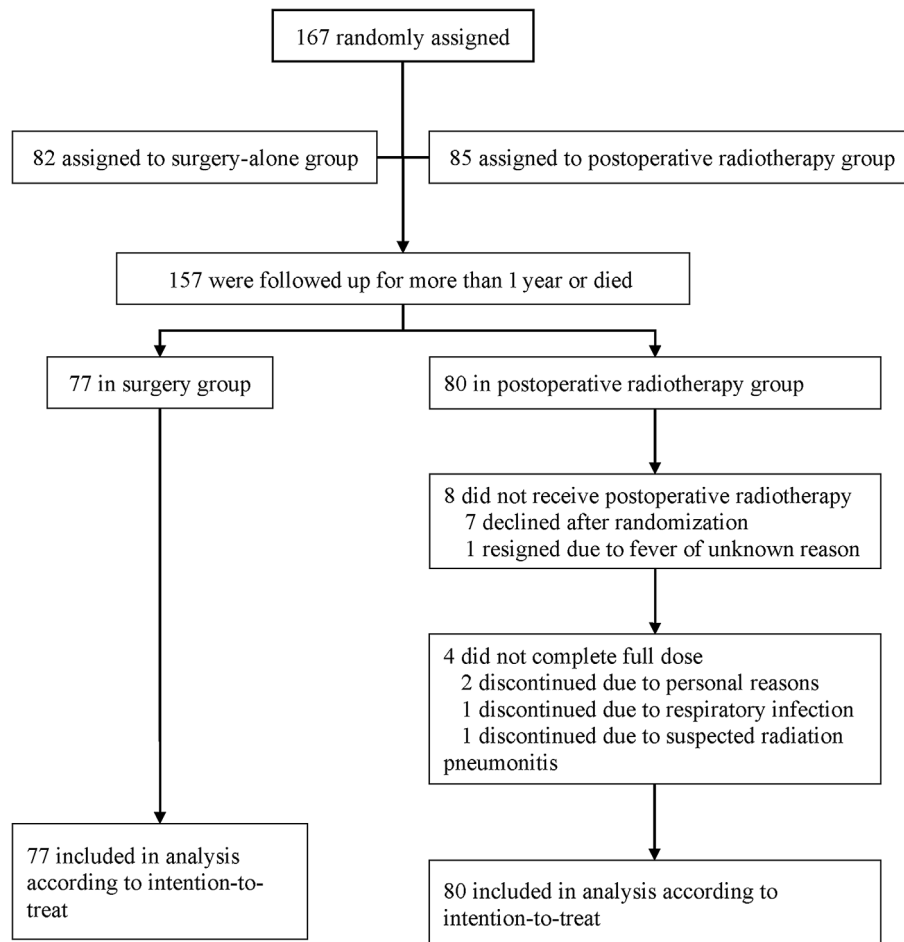 167 randomly assigned
82 assigned to surgery-alone group
85 assigned to postoperative radiotherapy group
157 were followed up for more than 1 year or died
77 in surgery group
80 in postoperative radiotherapy group
8 did not receive postoperative radiotherapy
7 declined after randomization
1 resigned due to fever of unknown reason
4 did not complete full dose
2 discontinued due to personal reasons
1 discontinued due to respiratory infection
1 discontinued due to suspected radiation
pneumonitis
77 included in analysis
according to intention-to-
treat
80 included in analysis according to
intention-to-treat